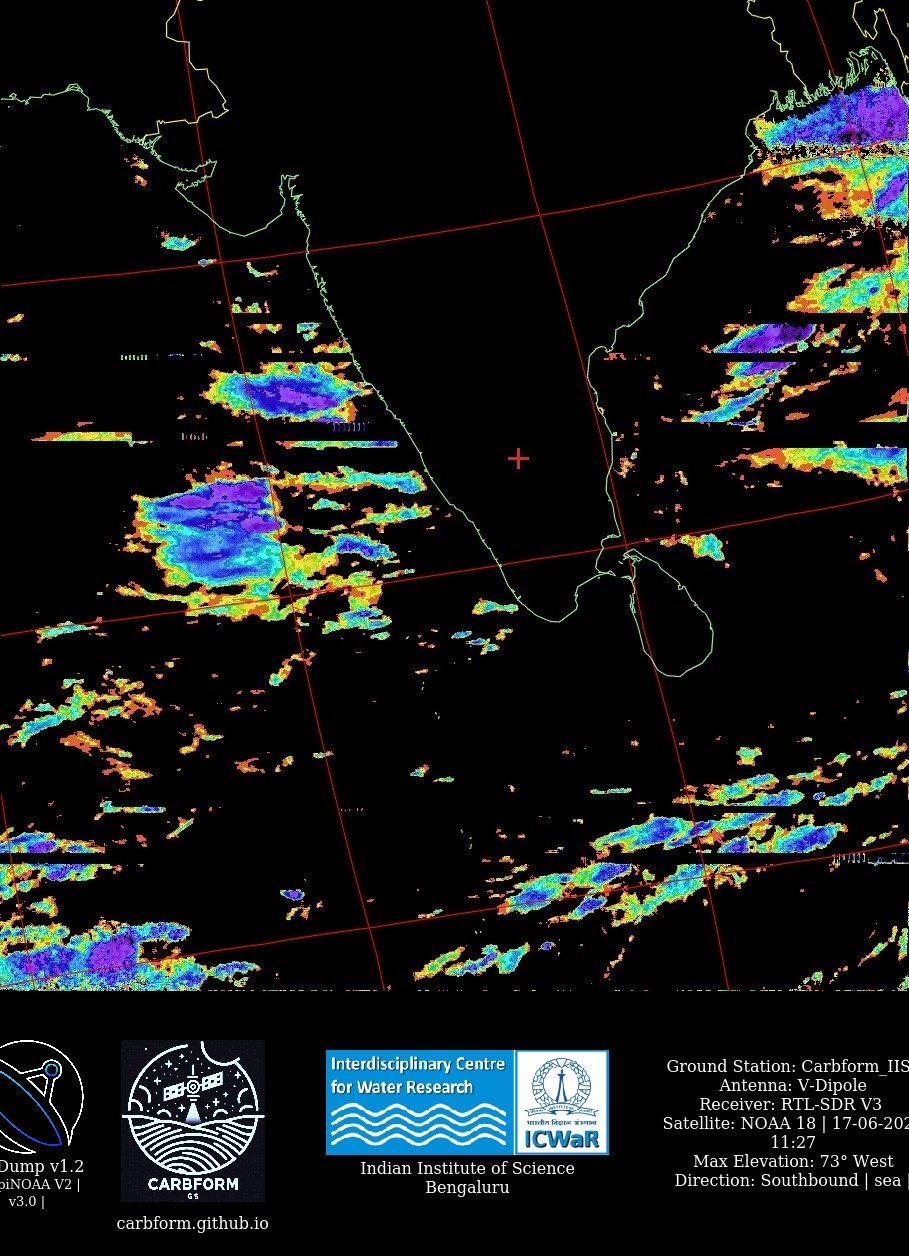 Dump v1.2
piNOAA V2 |
v3.0 |
CARBFORM
GS
carbform.github.io
Interdisciplinary Centre
for Water Research
भारतीय विज्ञान संस्थान
ICWaR
Indian Institute of Science
Bengaluru
Ground Station: Carbform_IIS
Antenna: V-Dipole
Receiver: RTL-SDR V3
Satellite: NOAA 18 | 17-06-202
11:27
Max Elevation: 73° West
Direction: Southbound | sea |